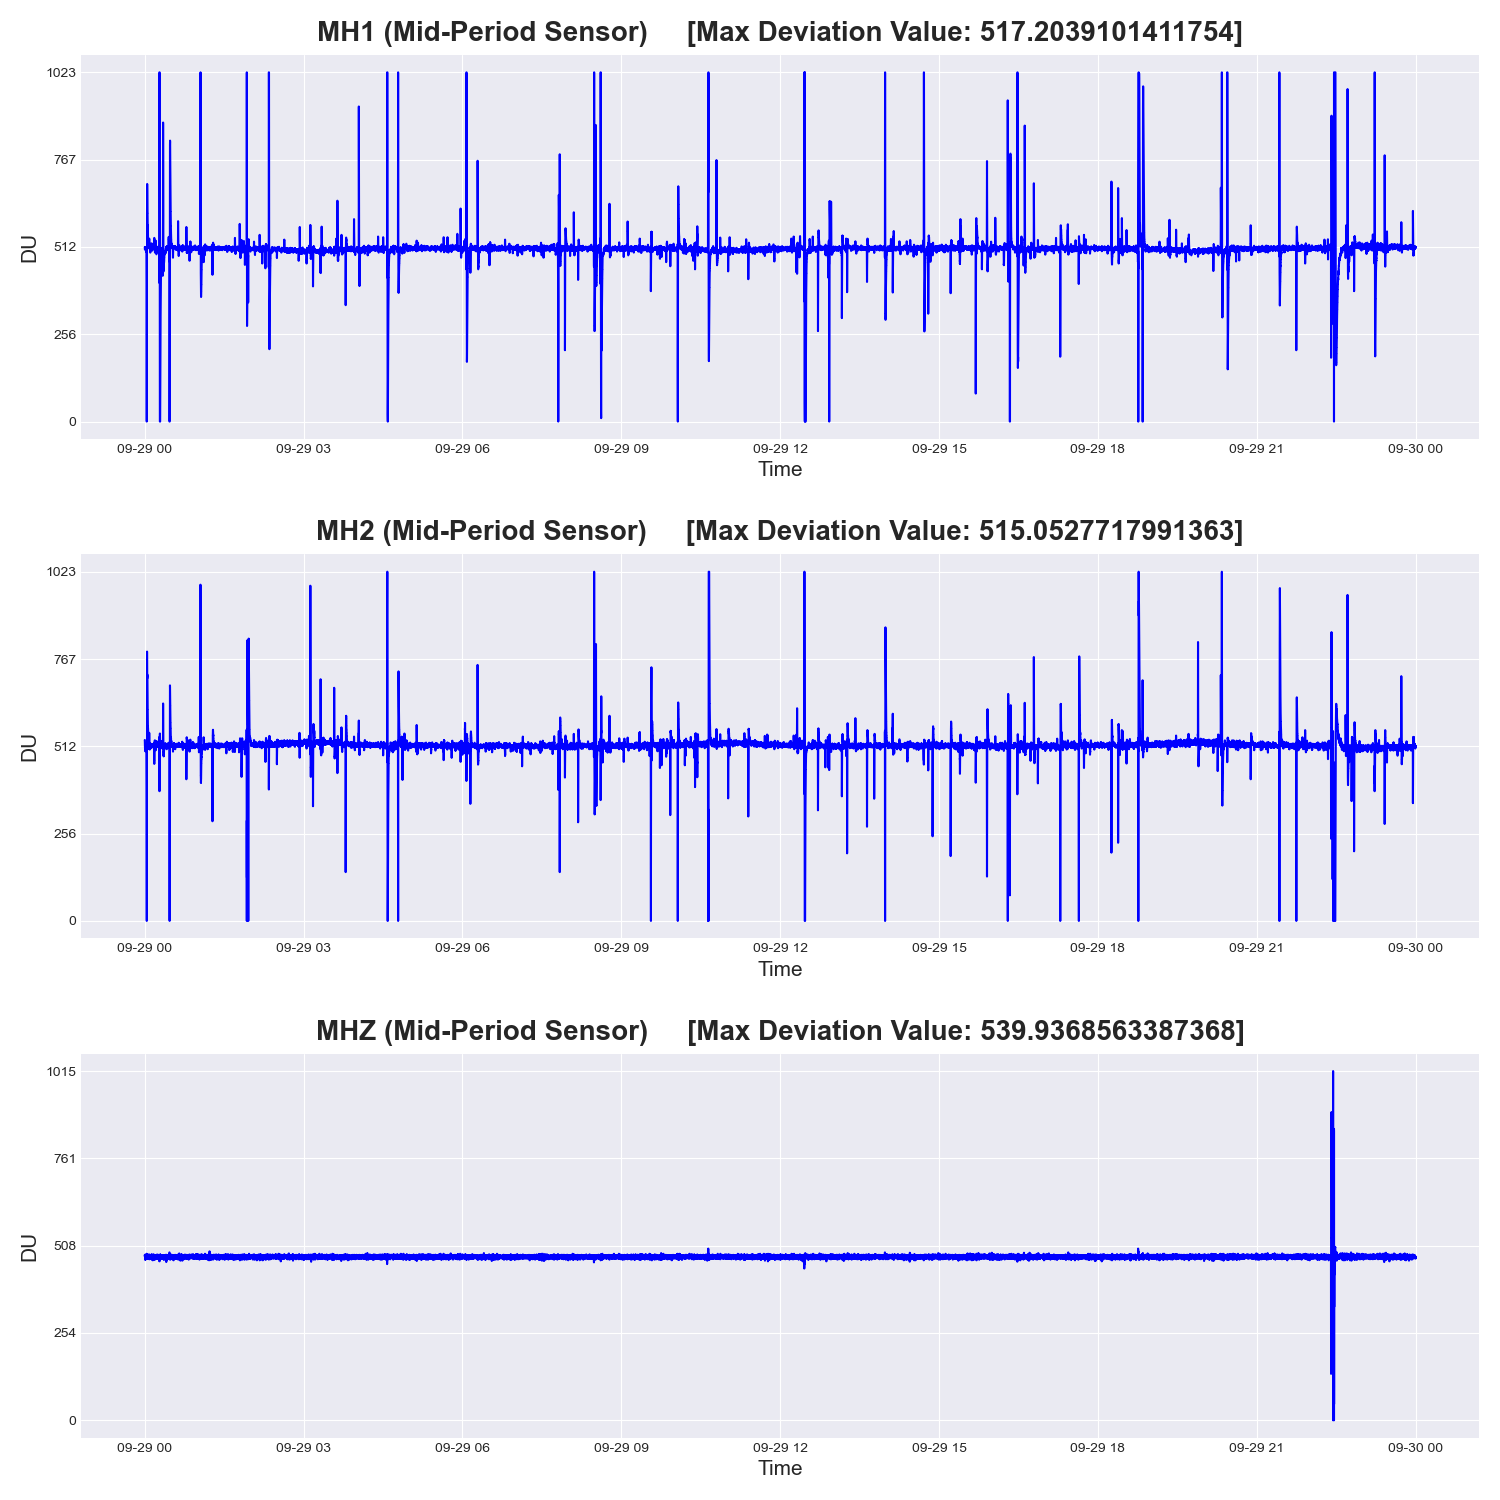 MH1 (Mid-Period Sensor) [Max Deviation Value: 517.2039101411754]
1023
767
512
256
0
DU
09-29 00 09-29 03 09-29 06 09-29 09 09-29 12 09-29 15 09-29 18 09-29 21 09-30 00
Time
MH2 (Mid-Period Sensor) [Max Deviation Value: 515.0527717991363]
1023
767
512
256
0
DU
09-29 00 09-29 03 09-29 06 09-29 09 09-29 12 09-29 15 09-29 18 09-29 21 09-30 00
Time
MHZ (Mid-Period Sensor) [Max Deviation Value: 539.9368563387368]
1015
761
508
254
0
DU
09-29 00 09-29 03 09-29 06 09-29 09 09-29 12 09-29 15 09-29 18 09-29 21 09-30 00
Time